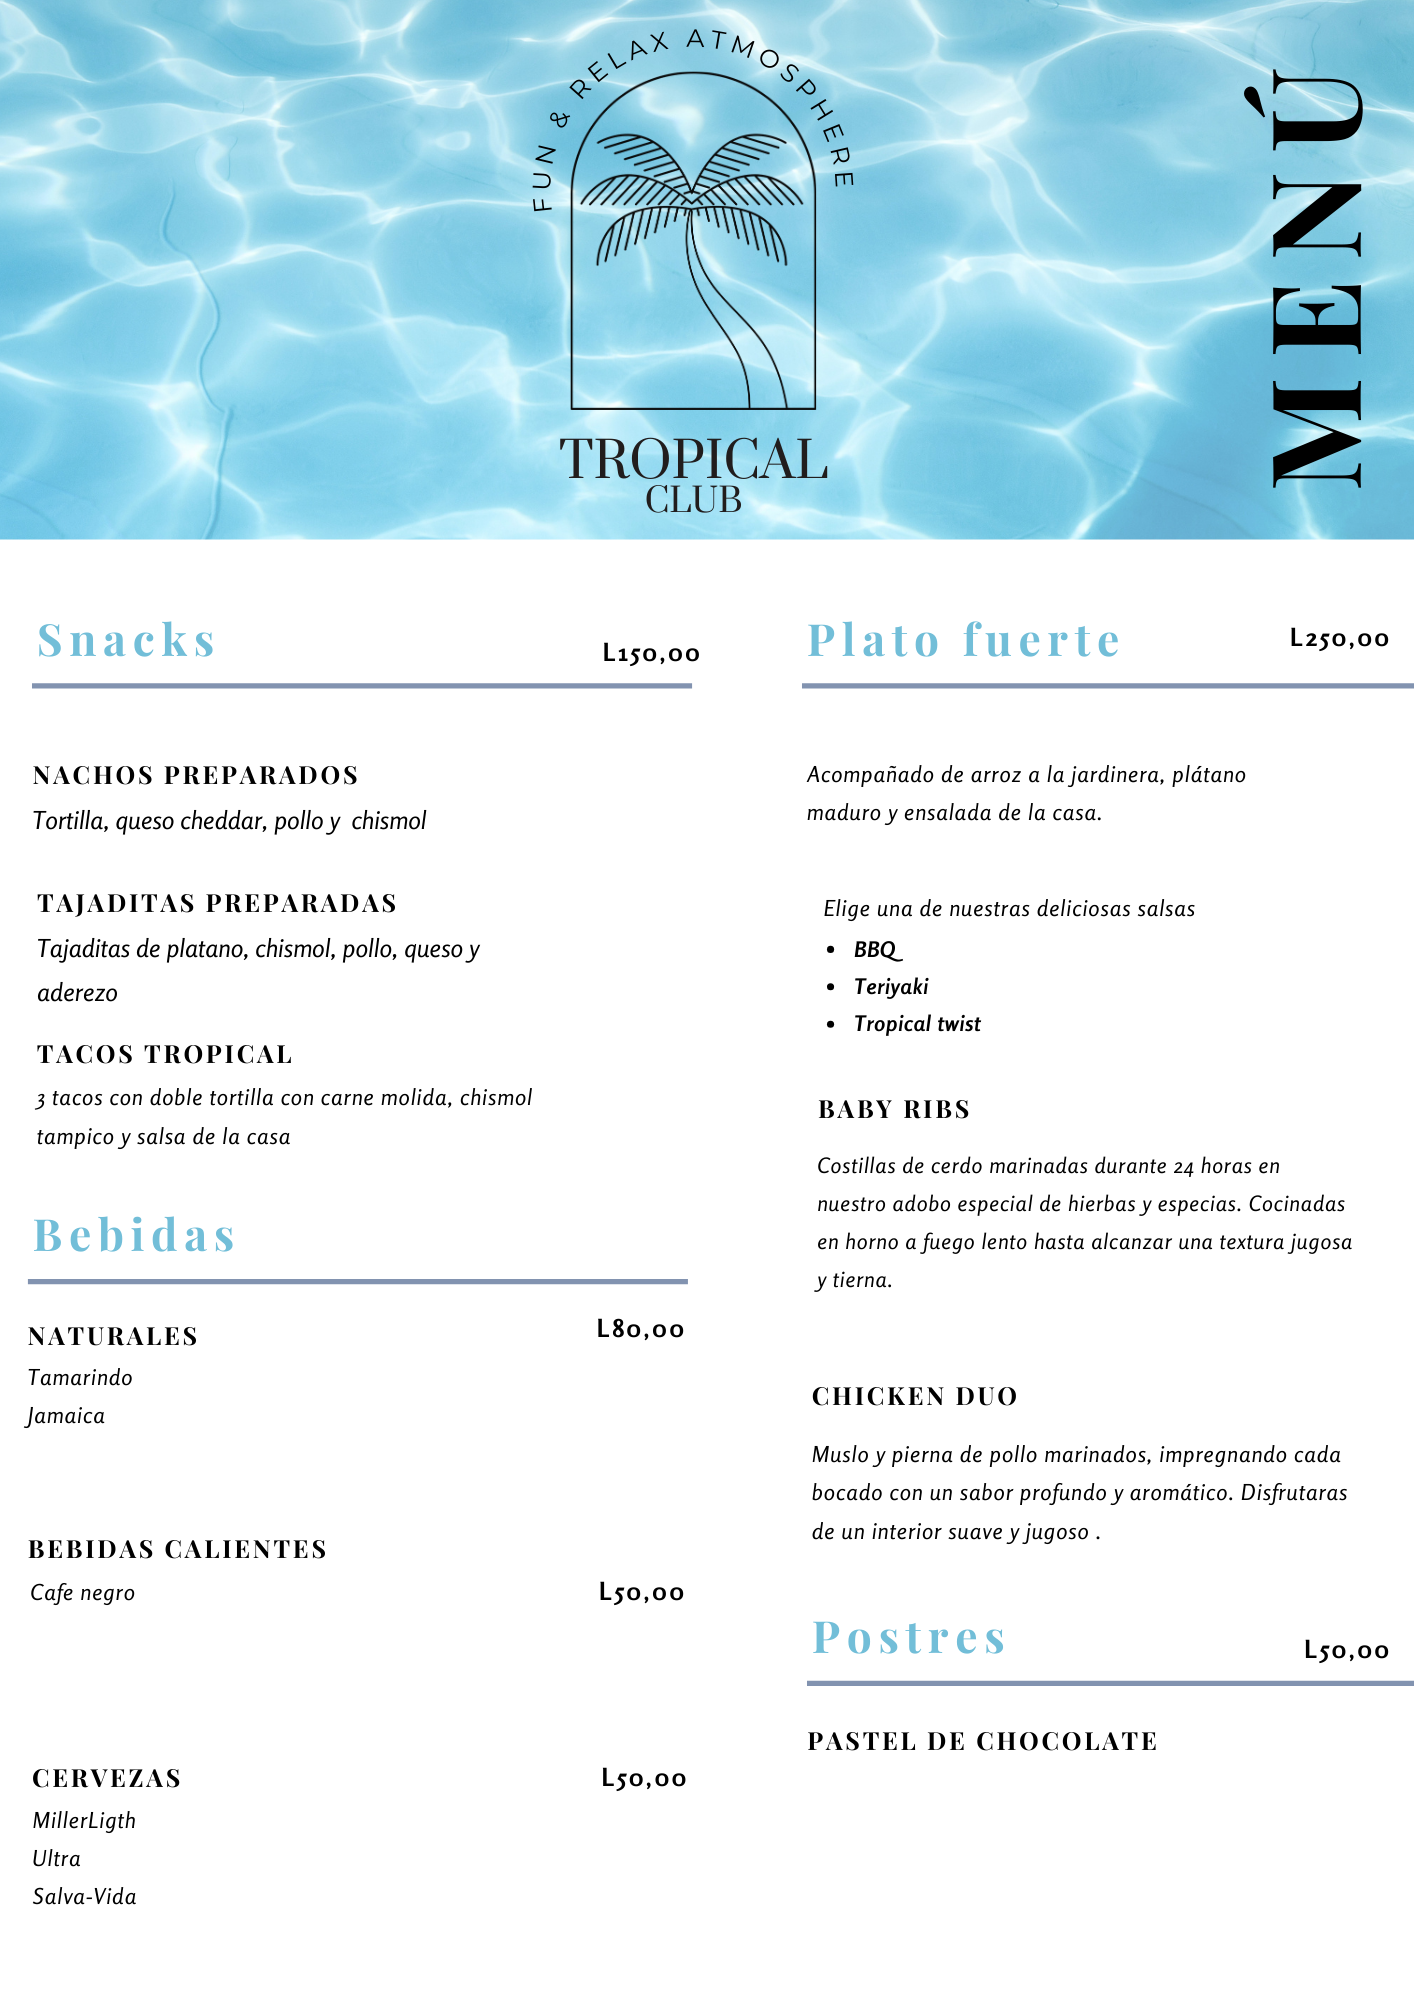 FUN & RELAX ATMOSPHERE
TROPICAL
CLUB
MENÚ
Snacks
L150,00
NACHOS PREPARADOS
Tortilla, queso cheddar, pollo y chismol
TAJADITAS PREPARADAS
Tajaditas de platano, chismol, pollo, queso y
aderezo
TACOS TROPICAL
3 tacos con doble tortilla con carne molida, chismol
tampico y salsa de la casa
Bebidas
NATURALES
L80,00
Tamarindo
Jamaica
BEBIDAS CALIENTES
Cafe negro
L50,00
CERVEZAS
L50,00
MillerLigth
Ultra
Salva-Vida
Plato fuerte
L250,00
Acompañado de arroz a la jardinera, plátano
maduro y ensalada de la casa.
Elige una de nuestras deliciosas salsas
• BBQ
• Teriyaki
• Tropical twist
BABY RIBS
Costillas de cerdo marinadas durante 24 horas en
nuestro adobo especial de hierbas y especias. Cocinadas
en horno a fuego lento hasta alcanzar una textura jugosa
y tierna.
CHICKEN DUO
Muslo y pierna de pollo marinados, impregnando cada
bocado con un sabor profundo y aromático. Disfrutaras
de un interior suave y jugoso .
Postres
L50,00
PASTEL DE CHOCOLATE